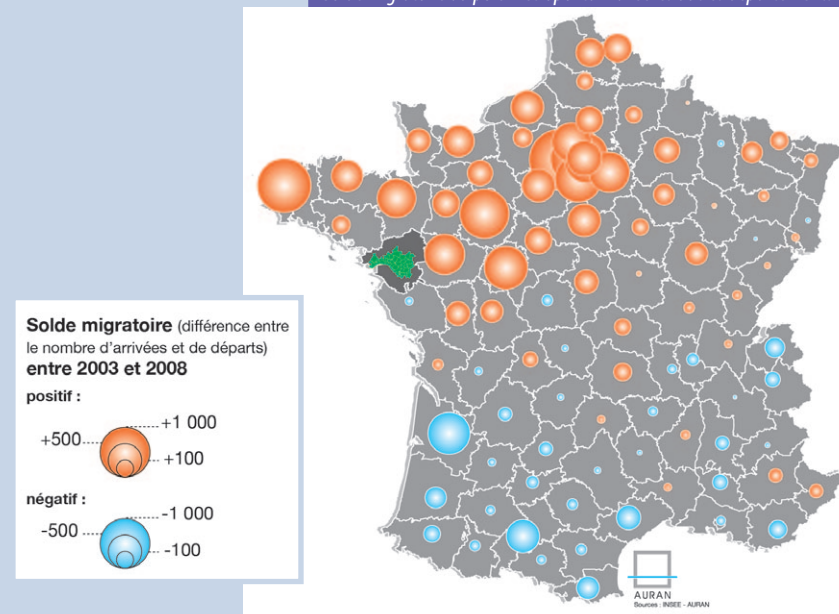 Solde migratoire (différence entre
le nombre d'arrivées et de départs)
entre 2003 et 2008
positif :
+1 000
+500
+100
négatif :
-1 000
-500
-100
AURAN
Sources : INSEE - AURAN